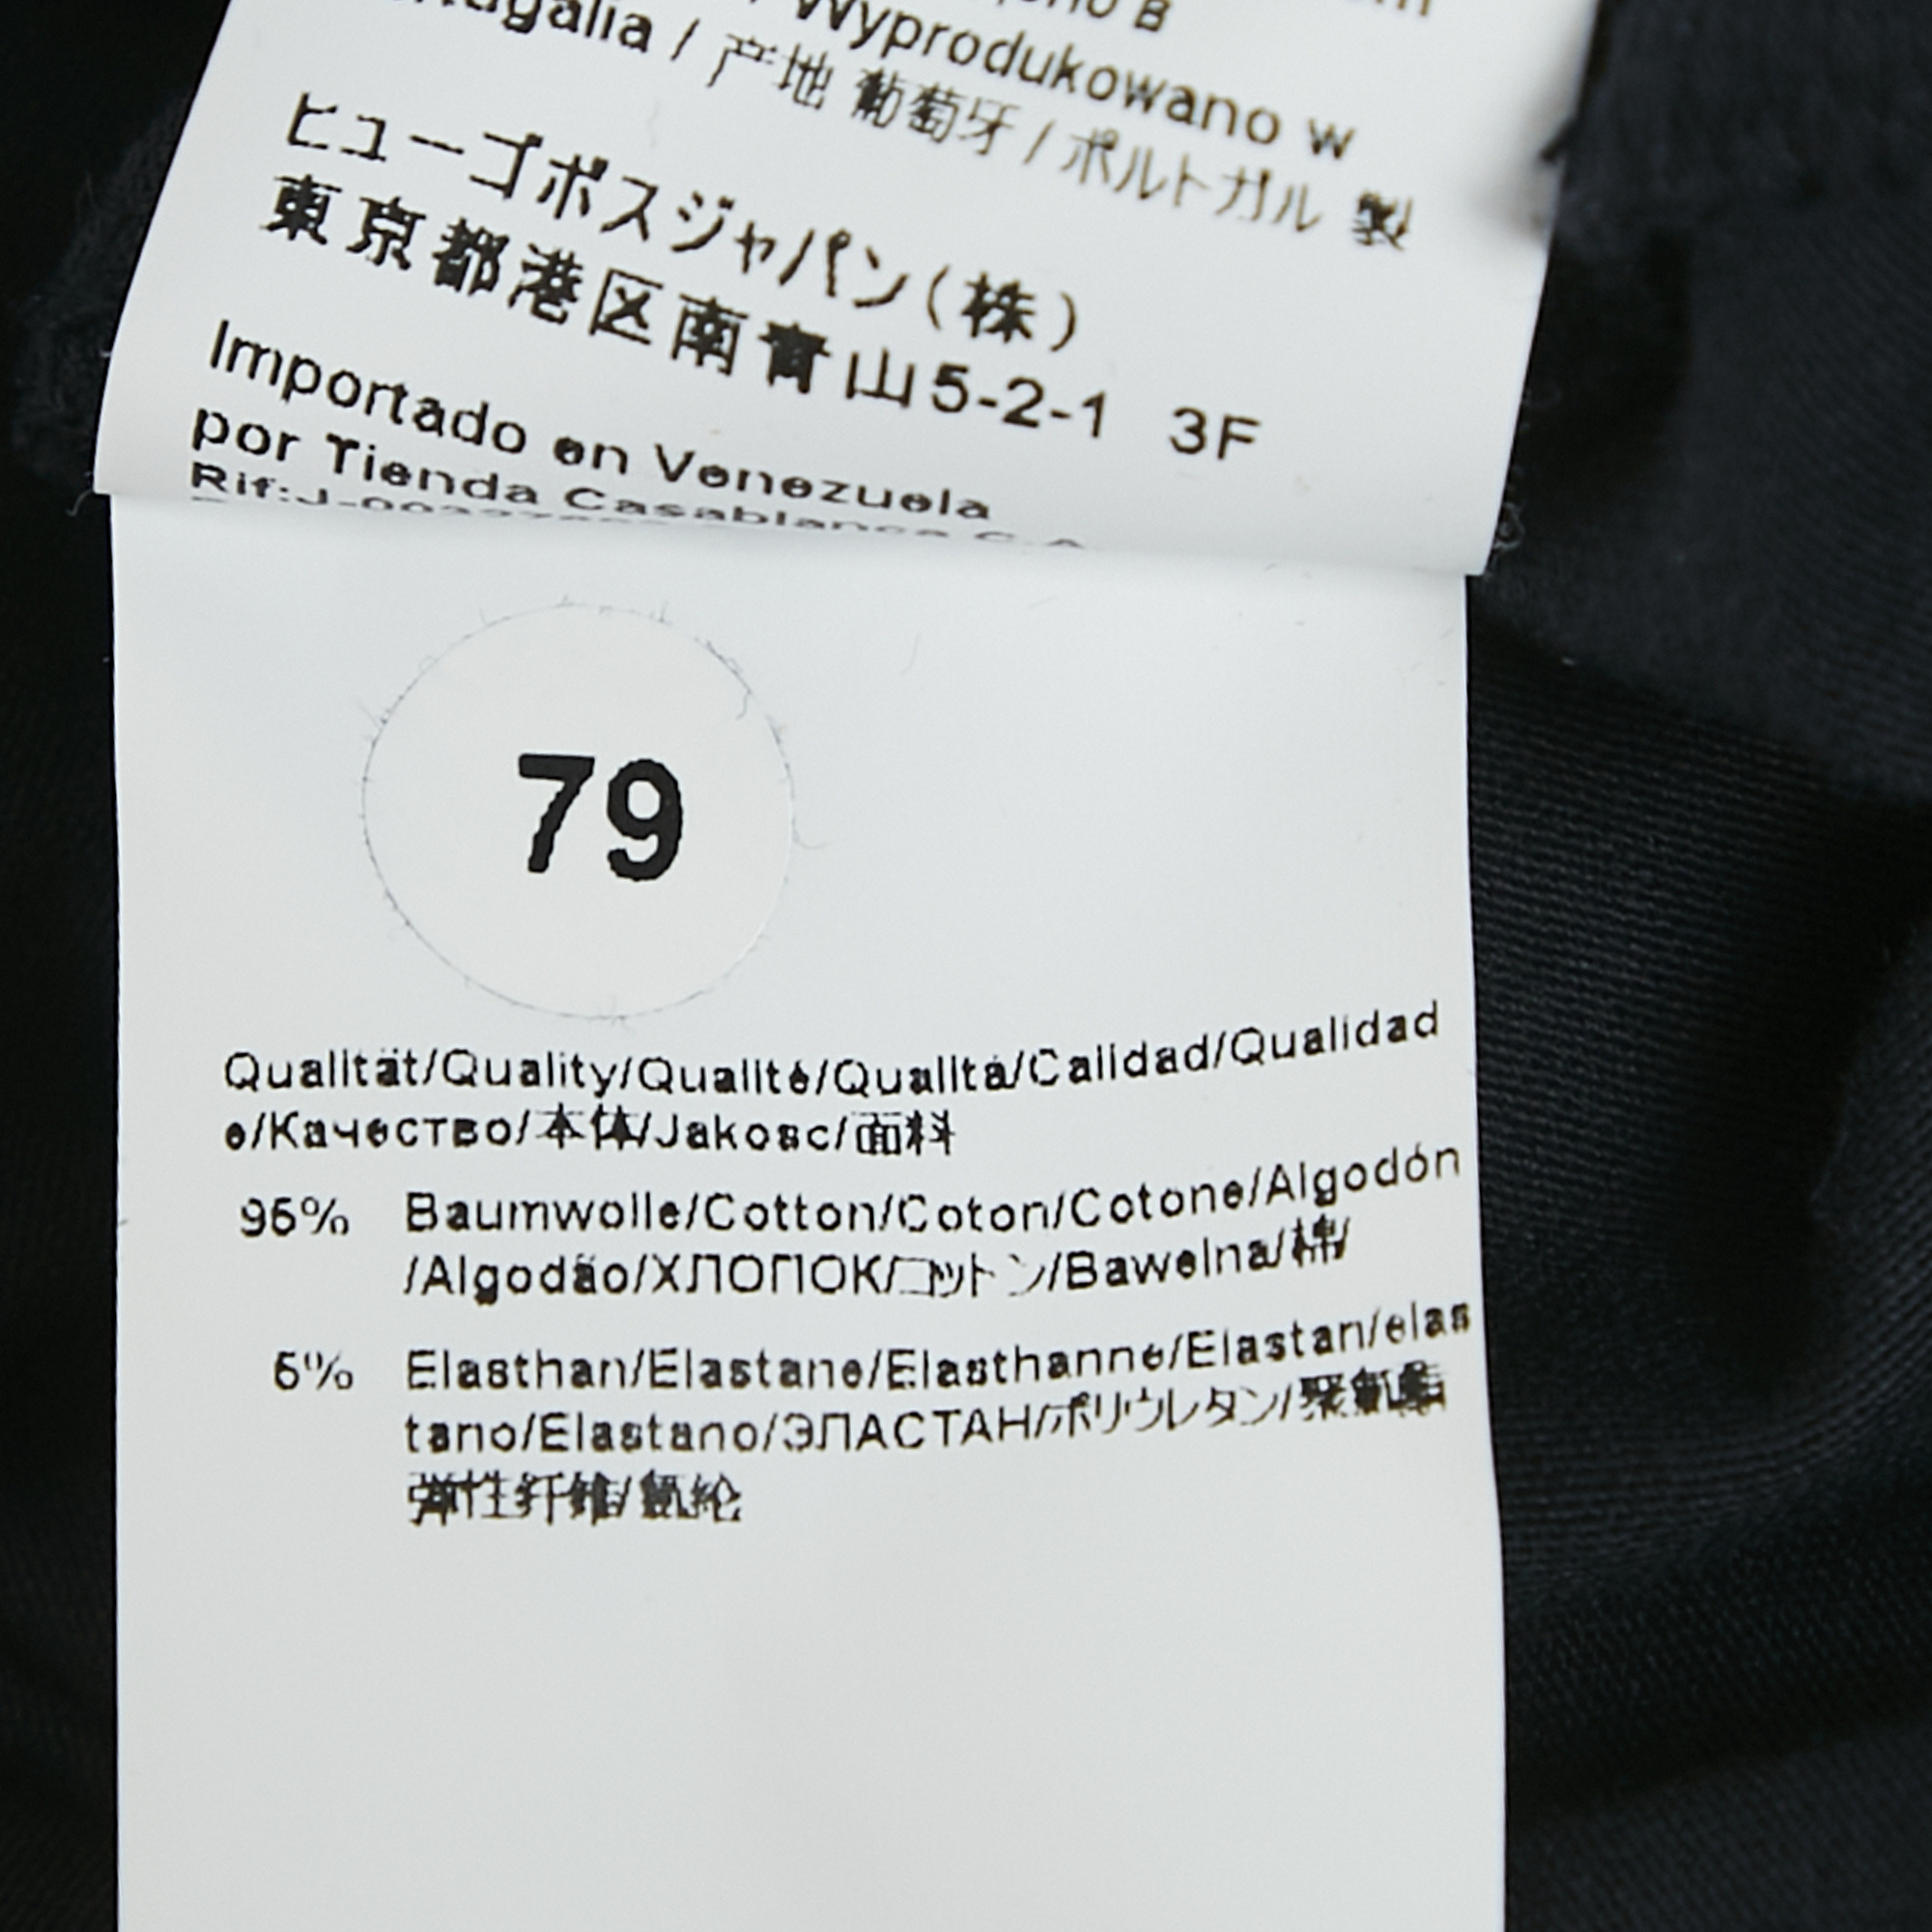 Wyprodukowano w
/ 产地 葡萄牙 / ポルトガル 製
ヒューゴボスジャパン(株)
東京都港区南青山5-2-1 3F
Importado en Venezuela
por Tienda Casablanca C.A.
79
Qualität/Quality/Qualité/Qualità/Calidad/Qualidad
e/Качество/本体/Jakosc/面料
95% Baumwolle/Cotton/Coton/Cotone/Algodón
/Algodão/ХЛОПОК/コットン/Bawelna/棉/
5% Elasthan/Elastane/Elasthanne/Elastan/elas
tano/Elastano/ЭЛАСТАН/ポリウレタン/聚氨酯
弹性纤维/氨纶